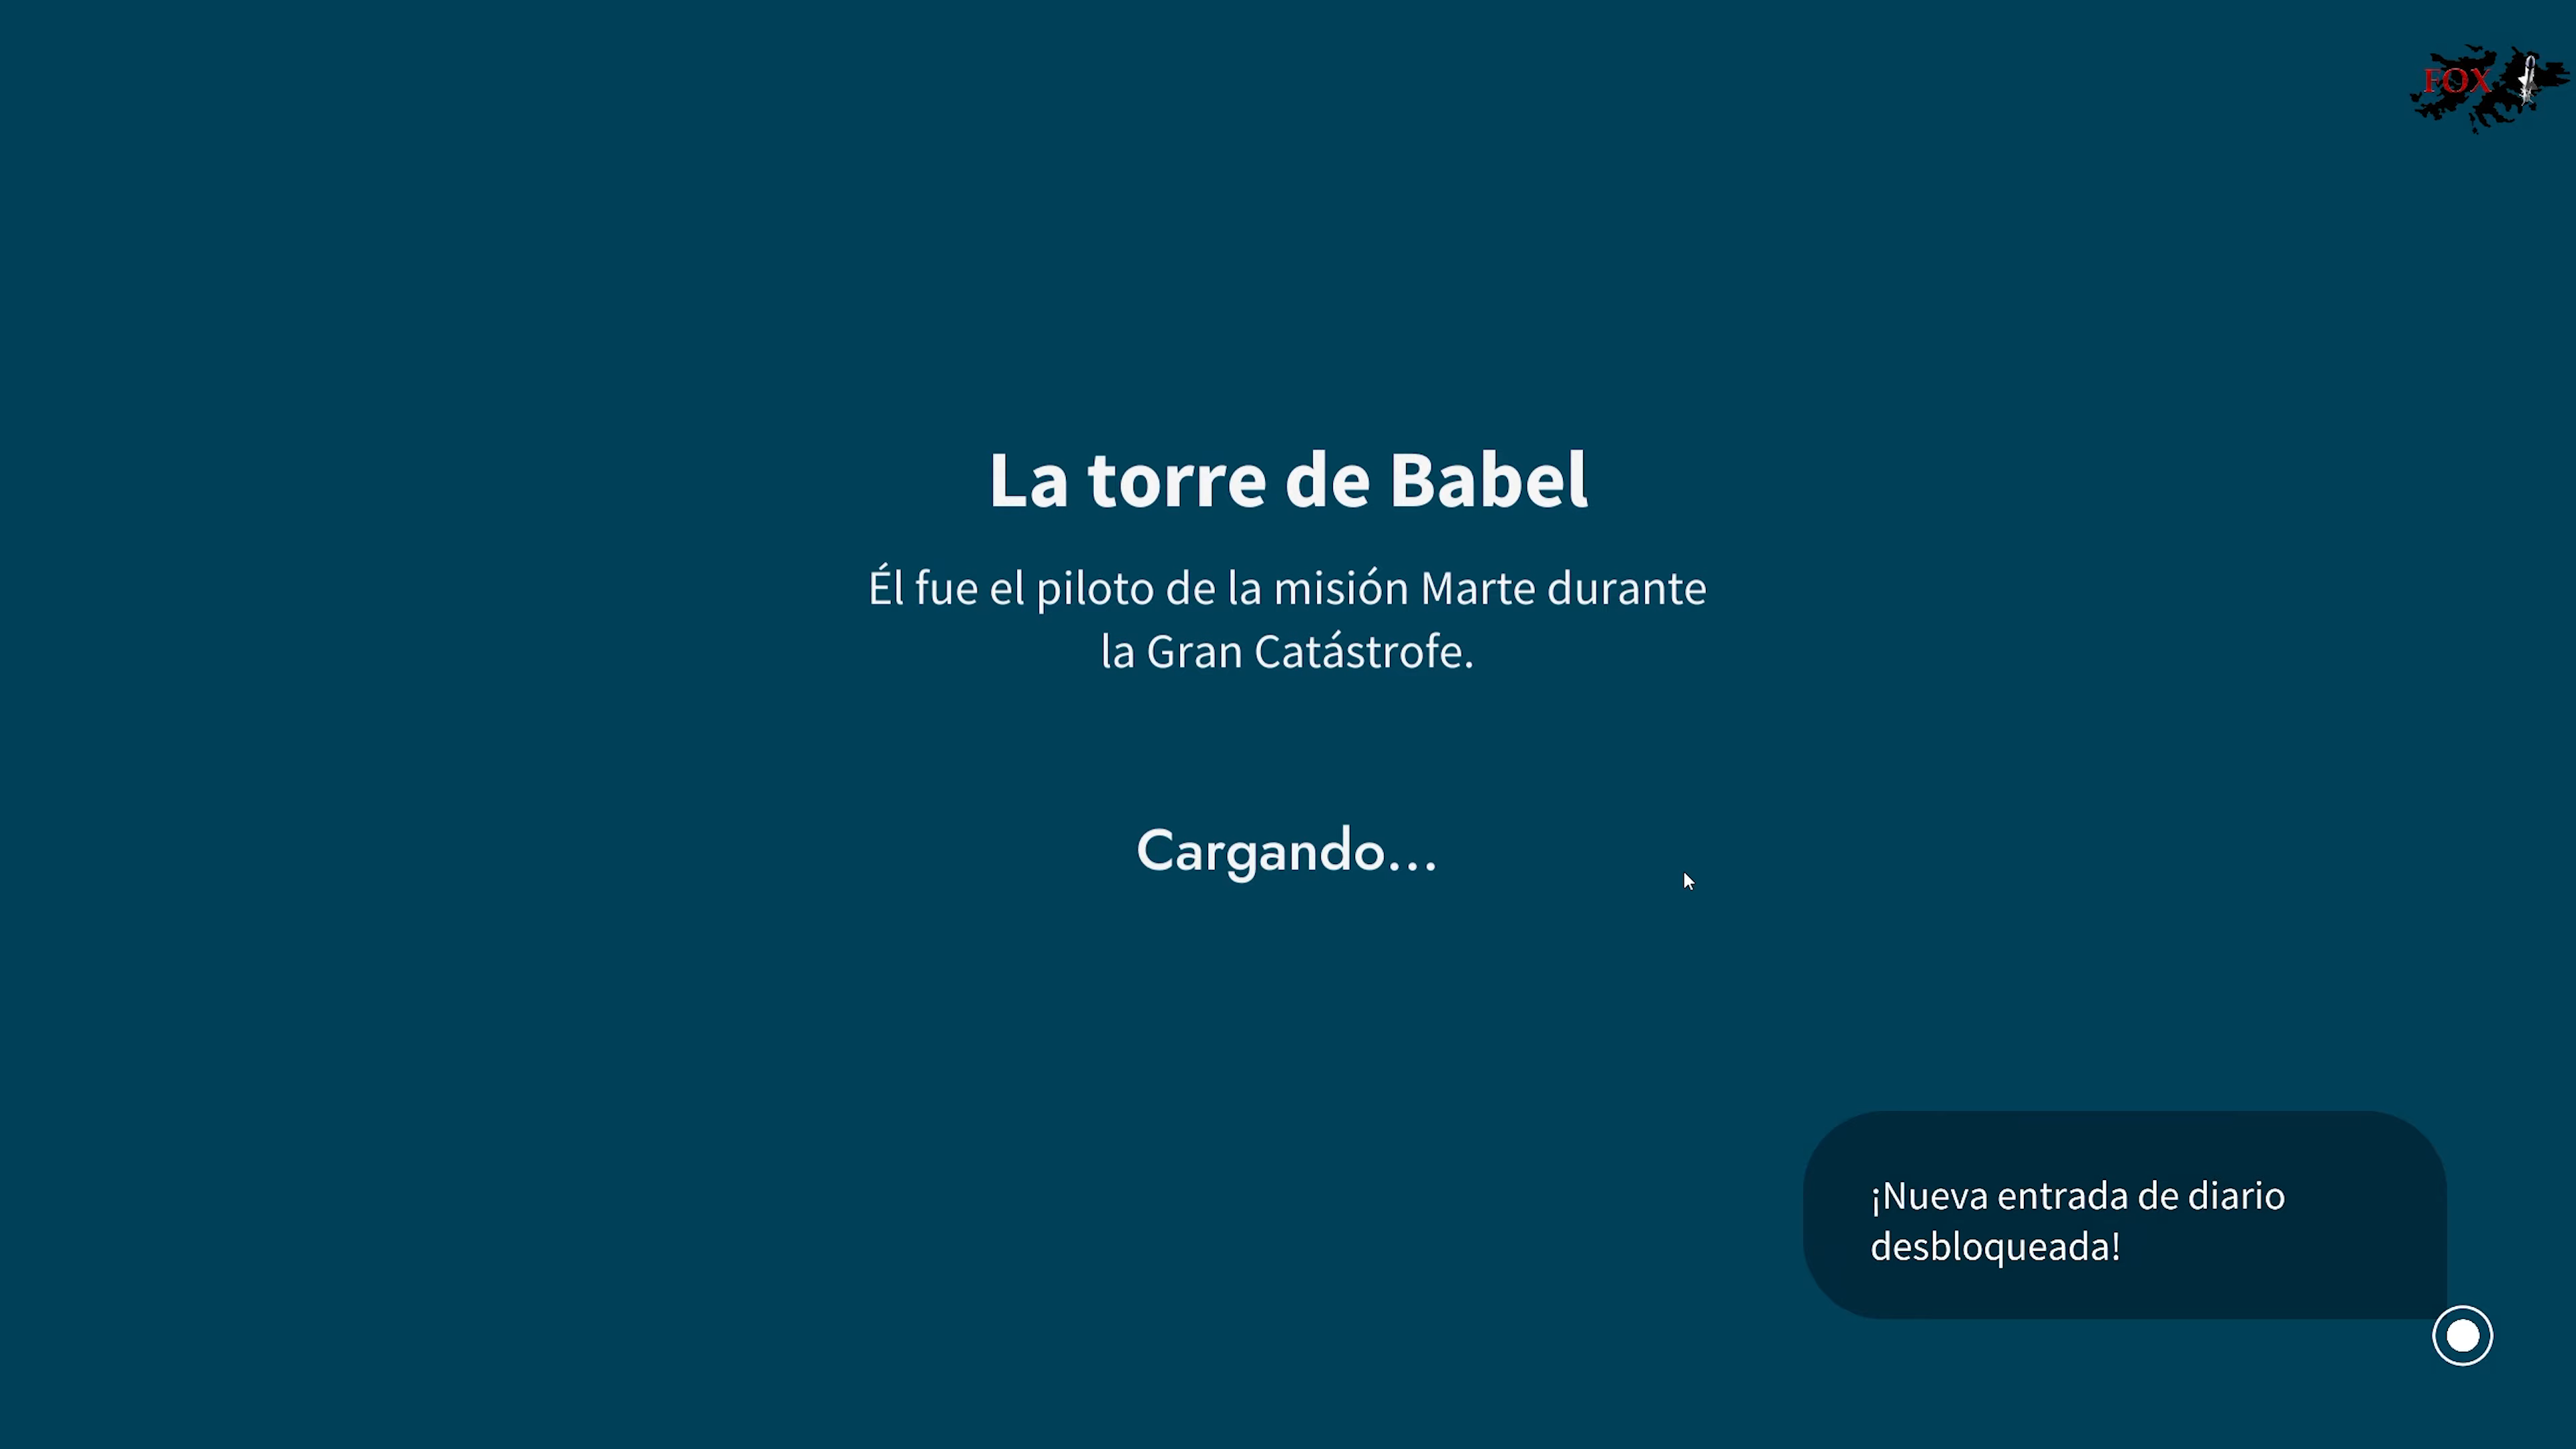 FOX
La torre de Babel
Él fue el piloto de la misión Marte durante
la Gran Catástrofe.
Cargando...
¡Nueva entrada de diario
desbloqueada!